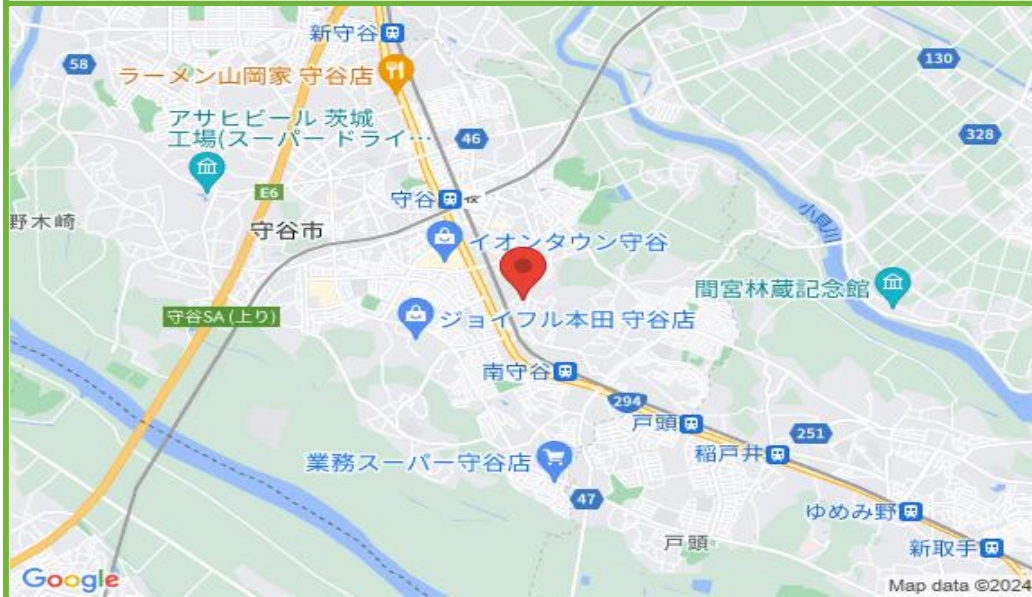 新守谷
58
ラーメン山岡家 守谷店
130
アサヒビール 茨城
工場(スーパー ドライ…
46
328
E6
守谷
野木崎
守谷市
小貝川
イオンタウン守谷
間宮林蔵記念館
守谷SA (上り)
ジョイフル本田 守谷店
南守谷
294
戸頭
251
稲戸井
業務スーパー守谷店
47
ゆめみ野
戸頭
新取手
Google
Map data ©2024